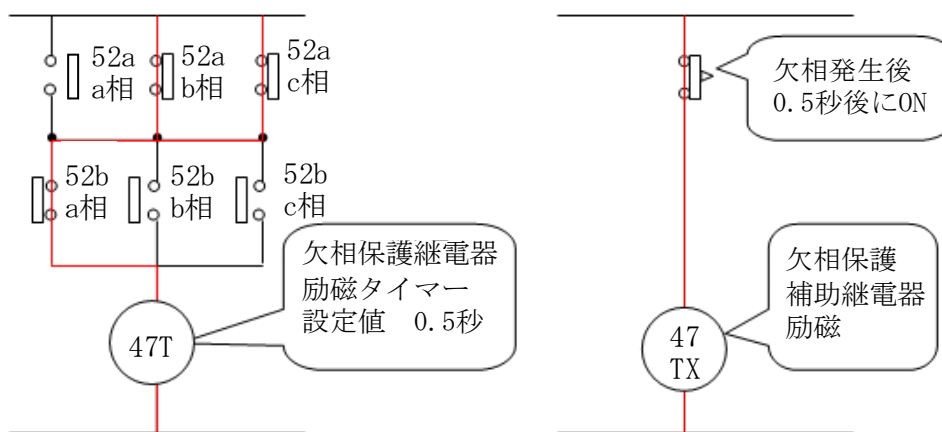 52a
a相
52a
b相
52a
c相
52b
a相
52b
b相
52b
c相
欠相保護継電器
励磁タイマー
設定値　0.5秒
47T
欠相発生後
0.5秒後にON
欠相保護
補助継電器
励磁
47
TX